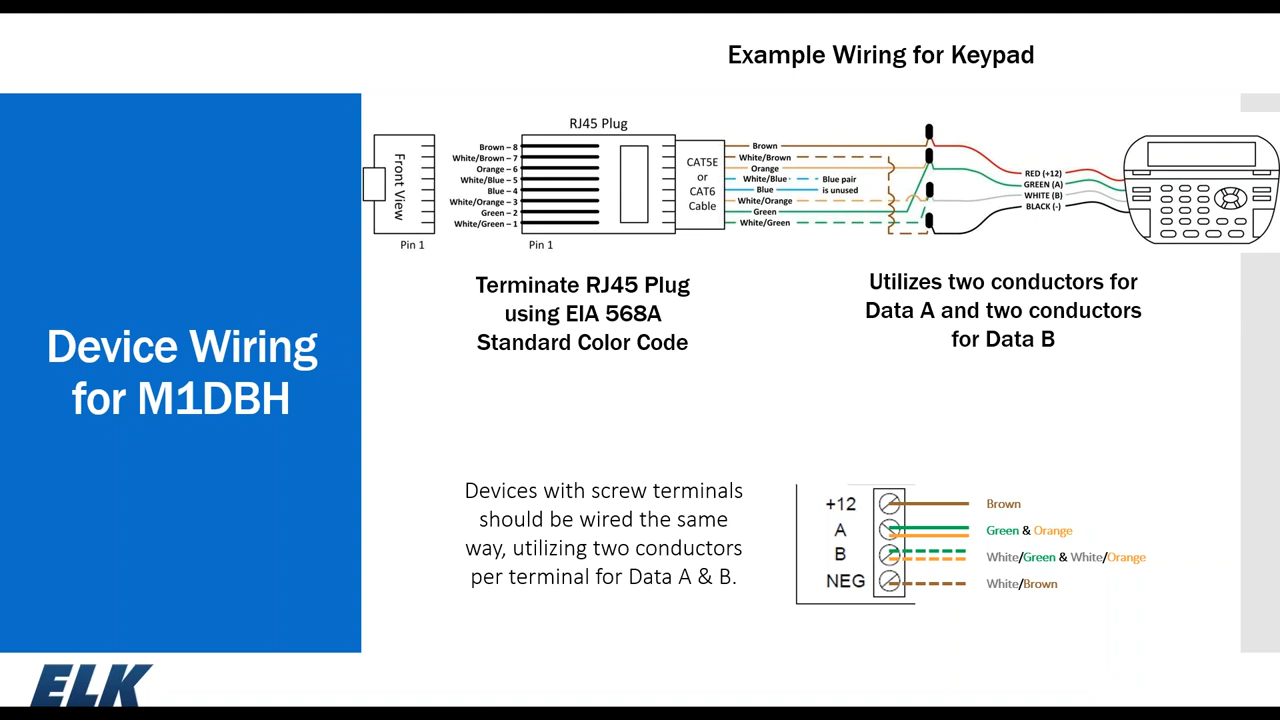 Example Wiring for Keypad
Device Wiring
for M1DBH
RJ45 Plug
Front View
Pin 1
Brown – 8
White/Brown – 7
Orange – 6
White/Blue – 5
Blue – 4
White/Orange – 3
Green – 2
White/Green – 1
Pin 1
CAT5E
or
CAT6
Cable
Brown
White/Brown
Orange
White/Blue
Blue
White/Orange
Green
White/Green
Blue pair
is unused
RED (+12)
GREEN (A)
WHITE (B)
BLACK (-)
Terminate RJ45 Plug
using EIA 568A
Standard Color Code
Utilizes two conductors for
Data A and two conductors
for Data B
Devices with screw terminals
should be wired the same
way, utilizing two conductors
per terminal for Data A & B.
+12
A
B
NEG
Brown
Green & Orange
White/Green & White/Orange
White/Brown
ELK